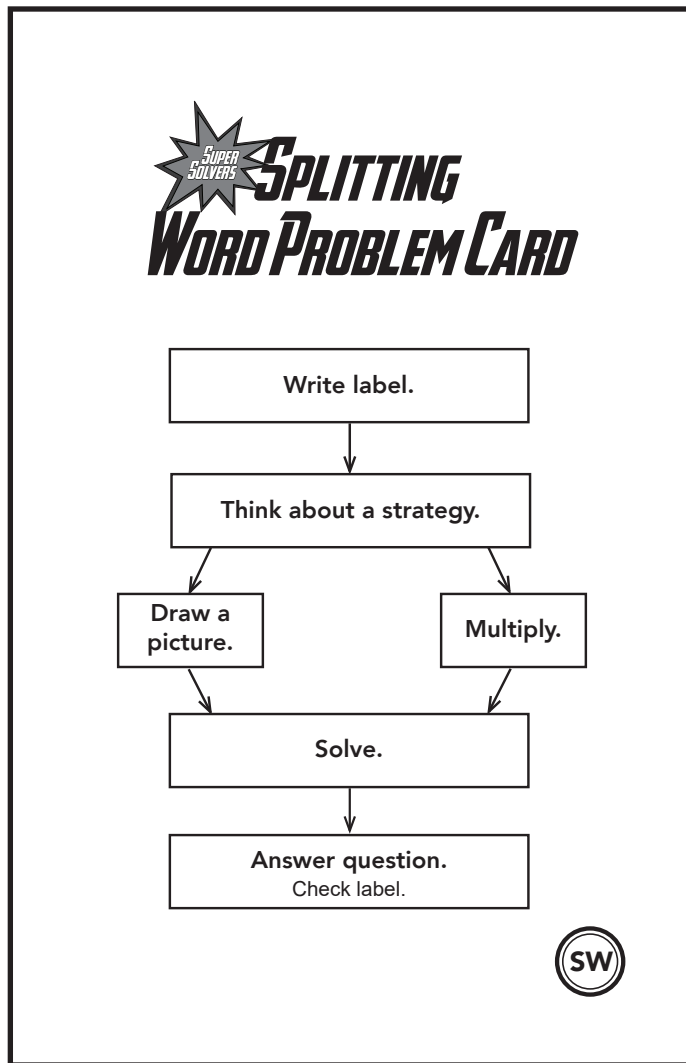 SUPER
SOLVERS
SPLITTING
WORD PROBLEM CARD
Write label.
Think about a strategy.
Draw a
picture.
Multiply.
Solve.
Answer question.
Check label.
SW